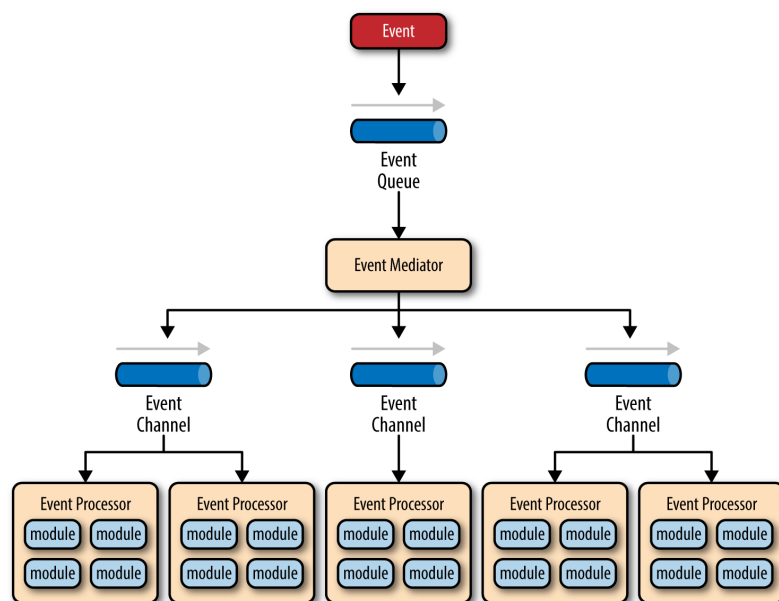 Event
Event
Queue
Event Mediator
Event
Channel
Event
Channel
Event
Channel
Event Processor
module module
module module
Event Processor
module module
module module
Event Processor
module module
module module
Event Processor
module module
module module
Event Processor
module module
module module